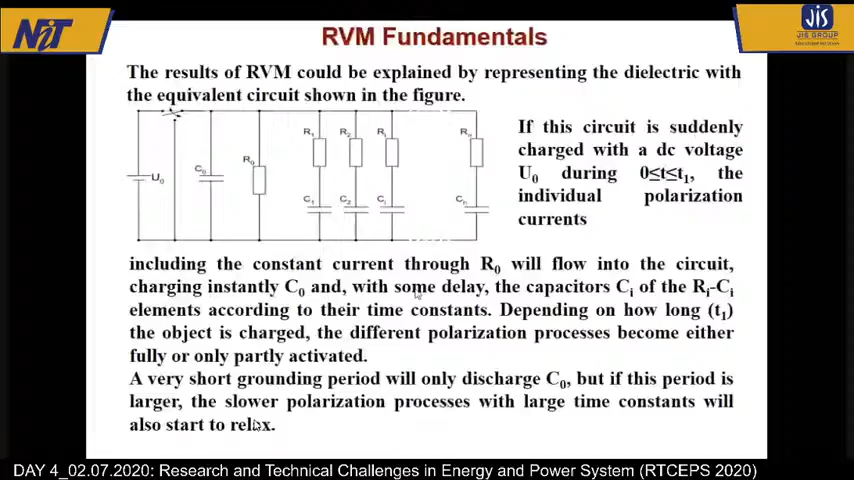 NiT
JIS
JIS GROUP
RVM Fundamentals
The results of RVM could be explained by representing the dielectric with
the equivalent circuit shown in the figure.
R₁ R₂ Rᵢ Rₙ
R₀
C₀
U₀
C₁ C₂ Cᵢ Cₙ
If this circuit is suddenly
charged with a dc voltage
U₀ during 0≤t≤t₁, the
individual polarization
currents
including the constant current through R₀ will flow into the circuit,
charging instantly C₀ and, with some delay, the capacitors Cᵢ of the Rᵢ-Cᵢ
elements according to their time constants. Depending on how long (t₁)
the object is charged, the different polarization processes become either
fully or only partly activated.
A very short grounding period will only discharge C₀, but if this period is
larger, the slower polarization processes with large time constants will
also start to relax.
DAY 4_02.07.2020: Research and Technical Challenges in Energy and Power System (RTCEPS 2020)